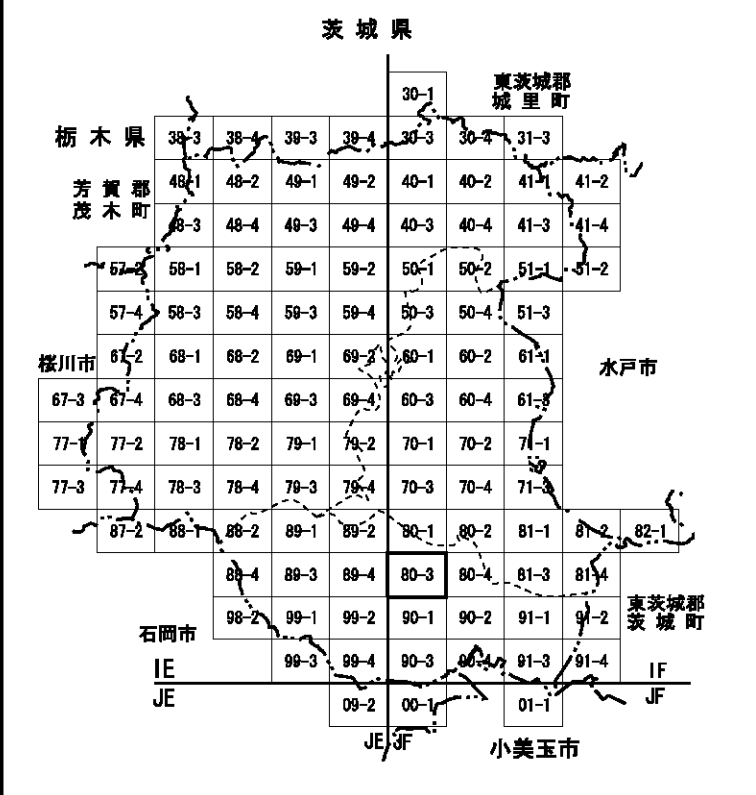 茨城県
30-1
東茨城郡
城里町
栃木県
38-3 38-4 39-3 39-4 30-3 30-4 31-3
48-1 48-2 49-1 49-2 40-1 40-2 41-1 41-2
芳賀郡
茂木町
48-3 48-4 49-3 49-4 40-3 40-4 41-3 41-4
57-2 58-1 58-2 59-1 59-2 50-1 50-2 51-1 51-2
57-4 58-3 58-4 59-3 59-4 50-3 50-4 51-3
桜川市
67-2 68-1 68-2 69-1 69-2 60-1 60-2 61-1
水戸市
67-3 67-4 68-3 68-4 69-3 69-4 60-3 60-4 61-3
77-1 77-2 78-1 78-2 79-1 79-2 70-1 70-2 71-1
77-3 77-4 78-3 78-4 79-3 79-4 70-3 70-4 71-3
87-2 88-1 88-2 89-1 89-2 80-1 80-2 81-1 81-2 82-1
88-4 89-3 89-4 80-3 80-4 81-3 81-4
東茨城郡
茨城町
98-2 99-1 99-2 90-1 90-2 91-1 91-2
石岡市
99-3 99-4 90-3 90-4 91-3 91-4
IE IF
JE JF
09-2 00-1 01-1
JE JF
小美玉市